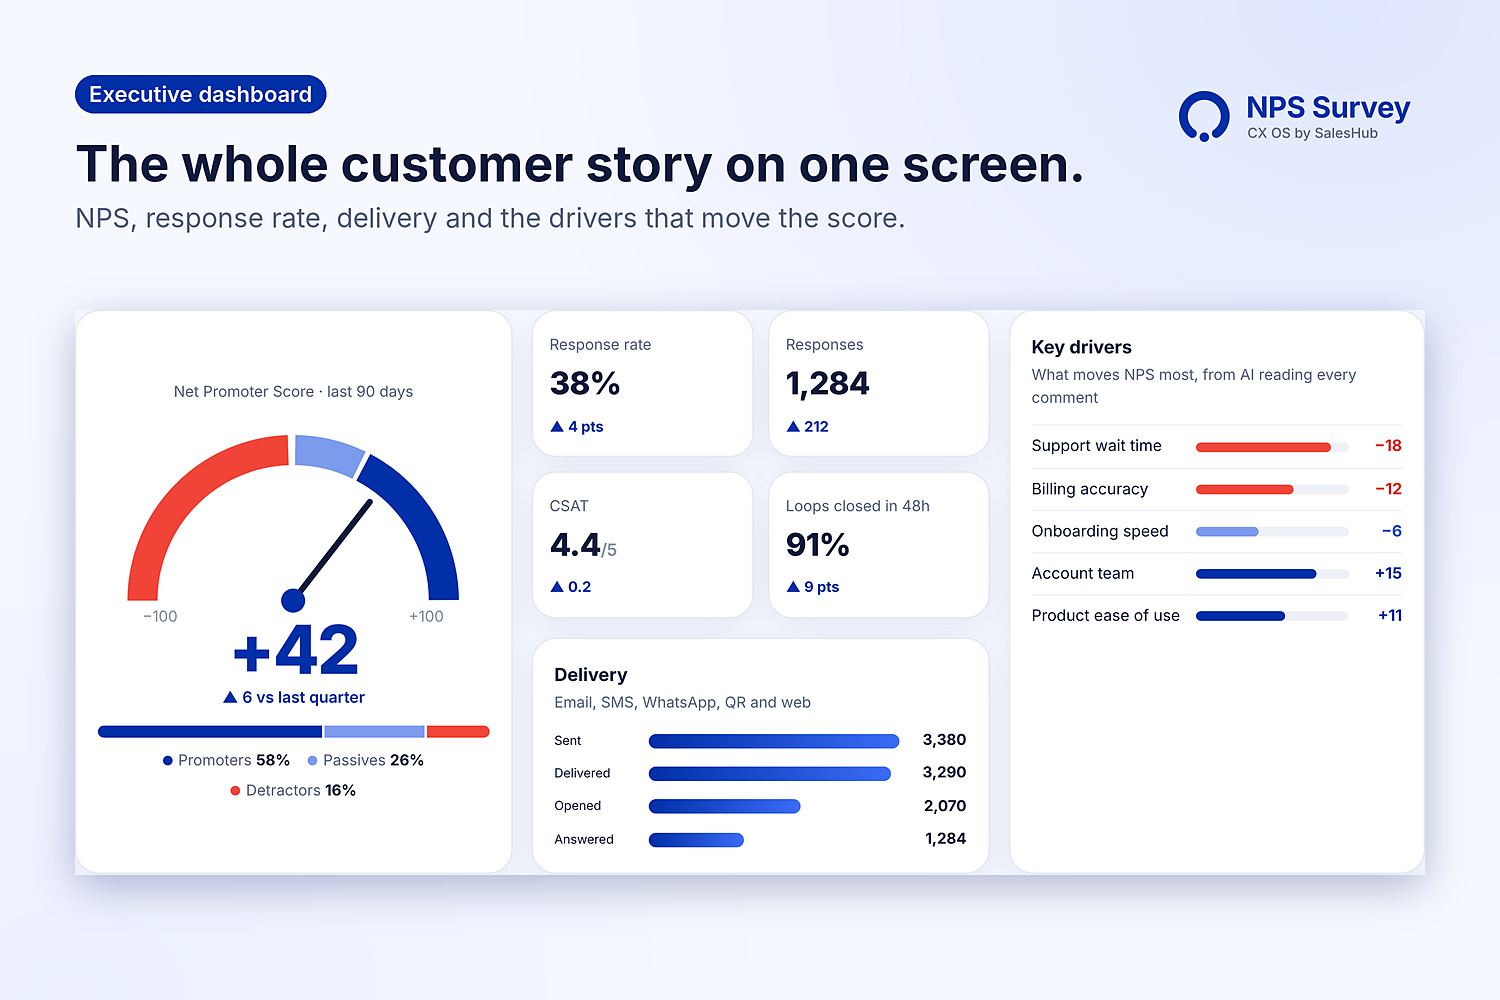 Executive dashboard
The whole customer story on one screen.
NPS, response rate, delivery and the drivers that move the score.
NPS Survey
CX OS by SalesHub
Net Promoter Score · last 90 days
−100
+100
+42
▲ 6 vs last quarter
Promoters 58%
Passives 26%
Detractors 16%
Response rate
38%
▲ 4 pts
Responses
1,284
▲ 212
CSAT
4.4/5
▲ 0.2
Loops closed in 48h
91%
▲ 9 pts
Delivery
Email, SMS, WhatsApp, QR and web
Sent 3,380
Delivered 3,290
Opened 2,070
Answered 1,284
Key drivers
What moves NPS most, from AI reading every
comment
Support wait time −18
Billing accuracy −12
Onboarding speed −6
Account team +15
Product ease of use +11